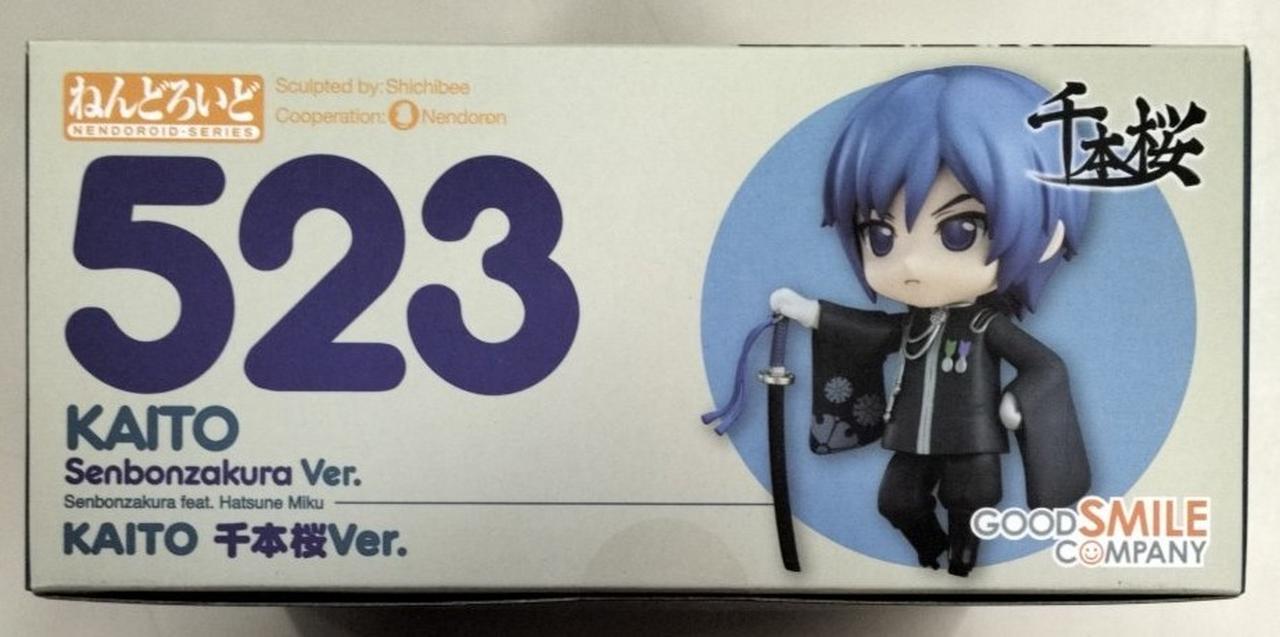 ねんどろいど
NENDOROID·SERIES
Sculpted by: Shichibee
Cooperation: Nendoron
523
KAITO
Senbonzakura Ver.
Senbonzakura feat. Hatsune Miku
KAITO 千本桜Ver.
千本桜
GOOD SMILE
COMPANY